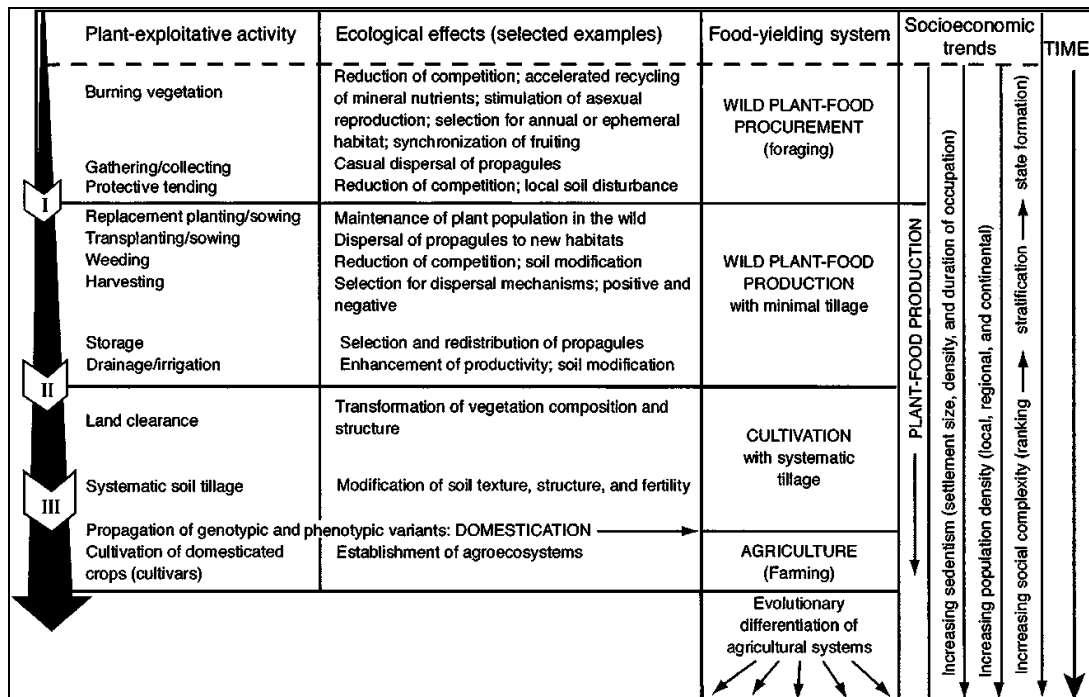 Plant-exploitative activity
Ecological effects (selected examples)
Food-yielding system
Socioeconomic
trends
TIME
Burning vegetation
Reduction of competition; accelerated recycling
of mineral nutrients; stimulation of asexual
reproduction; selection for annual or ephemeral
habitat; synchronization of fruiting
WILD PLANT-FOOD
PROCUREMENT
(foraging)
Gathering/collecting
Casual dispersal of propagules
Protective tending
Reduction of competition; local soil disturbance
I
Replacement planting/sowing
Maintenance of plant population in the wild
Transplanting/sowing
Dispersal of propagules to new habitats
Weeding
Reduction of competition; soil modification
Harvesting
Selection for dispersal mechanisms; positive and
negative
WILD PLANT-FOOD
PRODUCTION
with minimal tillage
Storage
Selection and redistribution of propagules
Drainage/irrigation
Enhancement of productivity; soil modification
II
Land clearance
Transformation of vegetation composition and
structure
CULTIVATION
with systematic
tillage
Systematic soil tillage
Modification of soil texture, structure, and fertility
III
Propagation of genotypic and phenotypic variants: DOMESTICATION
Cultivation of domesticated
crops (cultivars)
Establishment of agroecosystems
AGRICULTURE
(Farming)
Evolutionary
differentiation of
agricultural systems
PLANT-FOOD PRODUCTION
Increasing sedentism (settlement size, density, and duration of occupation)
Increasing population density (local, regional, and continental)
Incrreasing social complexity (ranking → stratification → state formation)